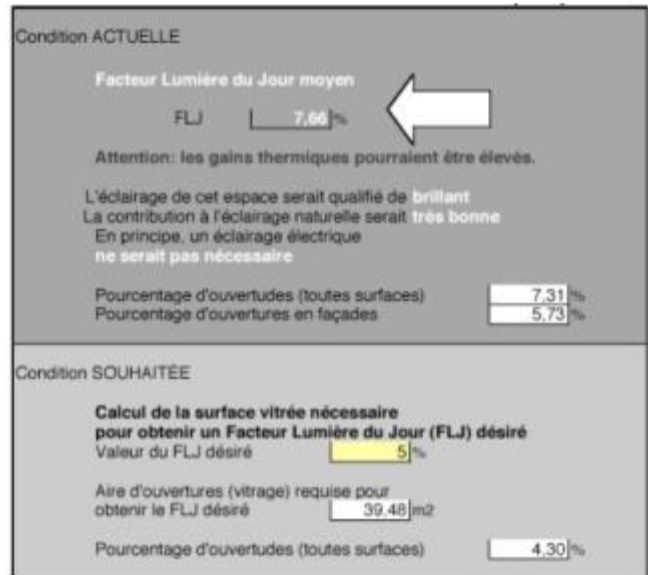 Condition ACTUELLE
Facteur Lumière du Jour moyen
FLJ 7,66 %
Attention: les gains thermiques pourraient être élevés.
L'éclairage de cet espace serait qualifié de brillant
La contribution à l'éclairage naturelle serait très bonne
En principe, un éclairage électrique
ne serait pas nécessaire
Pourcentage d'ouvertudes (toutes surfaces) 7,31 %
Pourcentage d'ouvertures en façades 5,73 %
Condition SOUHAITÉE
Calcul de la surface vitrée nécessaire
pour obtenir un Facteur Lumière du Jour (FLJ) désiré
Valeur du FLJ désiré 5 %
Aire d'ouvertures (vitrage) requise pour
obtenir le FLJ désiré 39,48 m2
Pourcentage d'ouvertudes (toutes surfaces) 4,30 %